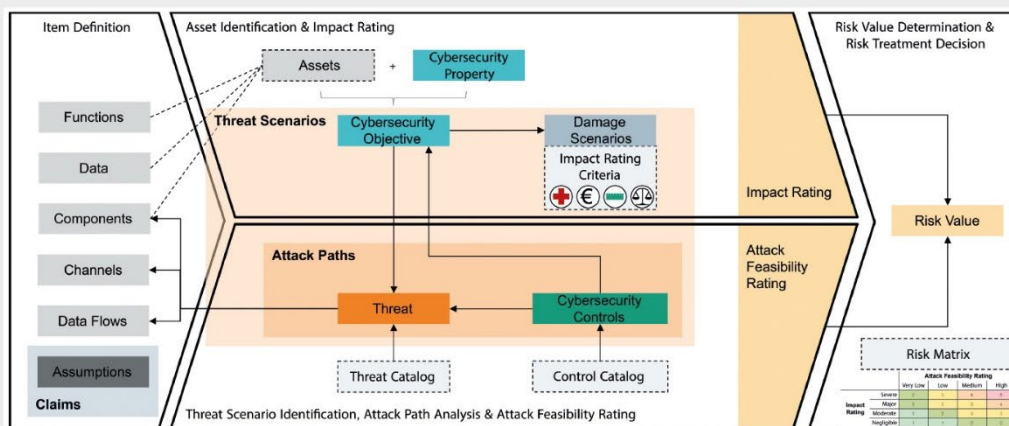 Item Definition
Asset Identification & Impact Rating
Risk Value Determination &
Risk Treatment Decision
Assets
+
Cybersecurity
Property
Functions
Threat Scenarios
Cybersecurity
Objective
Damage
Scenarios
Data
Impact Rating
Criteria
€
Impact Rating
Components
Risk Value
Attack Paths
Attack
Feasibility
Rating
Channels
Threat
Cybersecurity
Controls
Data Flows
Assumptions
Claims
Threat Catalog
Control Catalog
Threat Scenario Identification, Attack Path Analysis & Attack Feasibility Rating
Risk Matrix
Attack Feasibility Rating
Very Low Low Medium High
Severe
Impact
Rating
Major
Moderate
Negligible